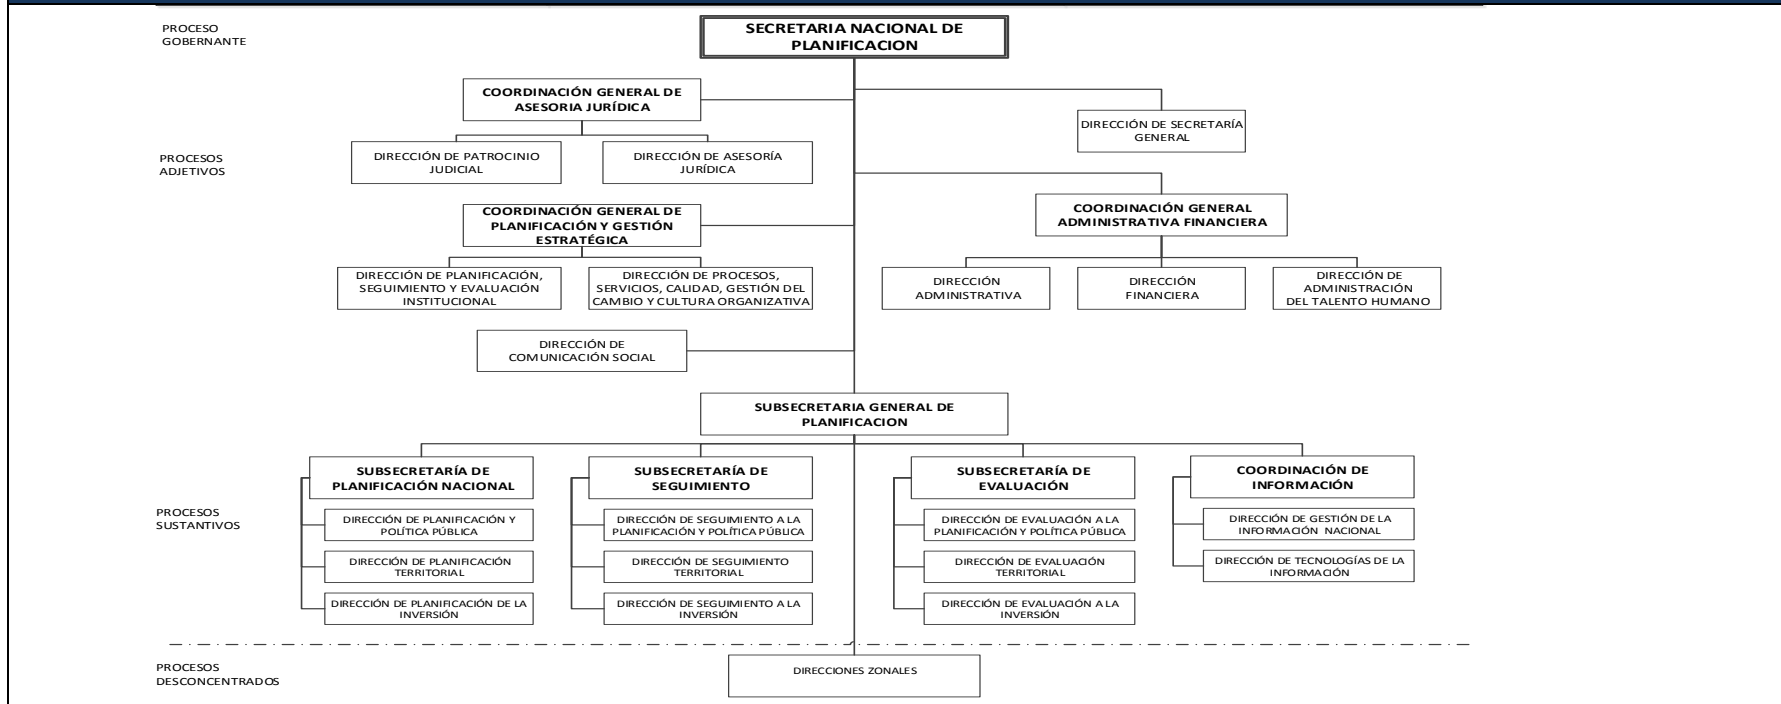 PROCESO
GOBERNANTE
SECRETARIA NACIONAL DE
PLANIFICACION
COORDINACIÓN GENERAL DE
ASESORIA JURÍDICA
DIRECCIÓN DE SECRETARÍA
GENERAL
PROCESOS
ADJETIVOS
DIRECCIÓN DE PATROCINIO
JUDICIAL
DIRECCIÓN DE ASESORÍA
JURÍDICA
COORDINACIÓN GENERAL DE
PLANIFICACIÓN Y GESTIÓN
ESTRATÉGICA
COORDINACIÓN GENERAL
ADMINISTRATIVA FINANCIERA
DIRECCIÓN DE PLANIFICACIÓN,
SEGUIMIENTO Y EVALUACIÓN
INSTITUCIONAL
DIRECCIÓN DE PROCESOS,
SERVICIOS, CALIDAD, GESTIÓN DEL
CAMBIO Y CULTURA ORGANIZATIVA
DIRECCIÓN
ADMINISTRATIVA
DIRECCIÓN
FINANCIERA
DIRECCIÓN DE
ADMINISTRACIÓN
DEL TALENTO HUMANO
DIRECCIÓN DE
COMUNICACIÓN SOCIAL
SUBSECRETARIA GENERAL DE
PLANIFICACION
PROCESOS
SUSTANTIVOS
SUBSECRETARÍA DE
PLANIFICACIÓN NACIONAL
DIRECCIÓN DE PLANIFICACIÓN Y
POLÍTICA PÚBLICA
DIRECCIÓN DE PLANIFICACIÓN
TERRITORIAL
DIRECCIÓN DE PLANIFICACIÓN DE LA
INVERSIÓN
SUBSECRETARÍA DE
SEGUIMIENTO
DIRECCIÓN DE SEGUIMIENTO A LA
PLANIFICACIÓN Y POLÍTICA PÚBLICA
DIRECCIÓN DE SEGUIMIENTO
TERRITORIAL
DIRECCIÓN DE SEGUIMIENTO A LA
INVERSIÓN
SUBSECRETARÍA DE
EVALUACIÓN
DIRECCIÓN DE EVALUACIÓN A LA
PLANIFICACIÓN Y POLÍTICA PÚBLICA
DIRECCIÓN DE EVALUACIÓN
TERRITORIAL
DIRECCIÓN DE EVALUACIÓN A LA
INVERSIÓN
COORDINACIÓN DE
INFORMACIÓN
DIRECCIÓN DE GESTIÓN DE LA
INFORMACIÓN NACIONAL
DIRECCIÓN DE TECNOLOGÍAS DE LA
INFORMACIÓN
PROCESOS
DESCONCENTRADOS
DIRECCIONES ZONALES